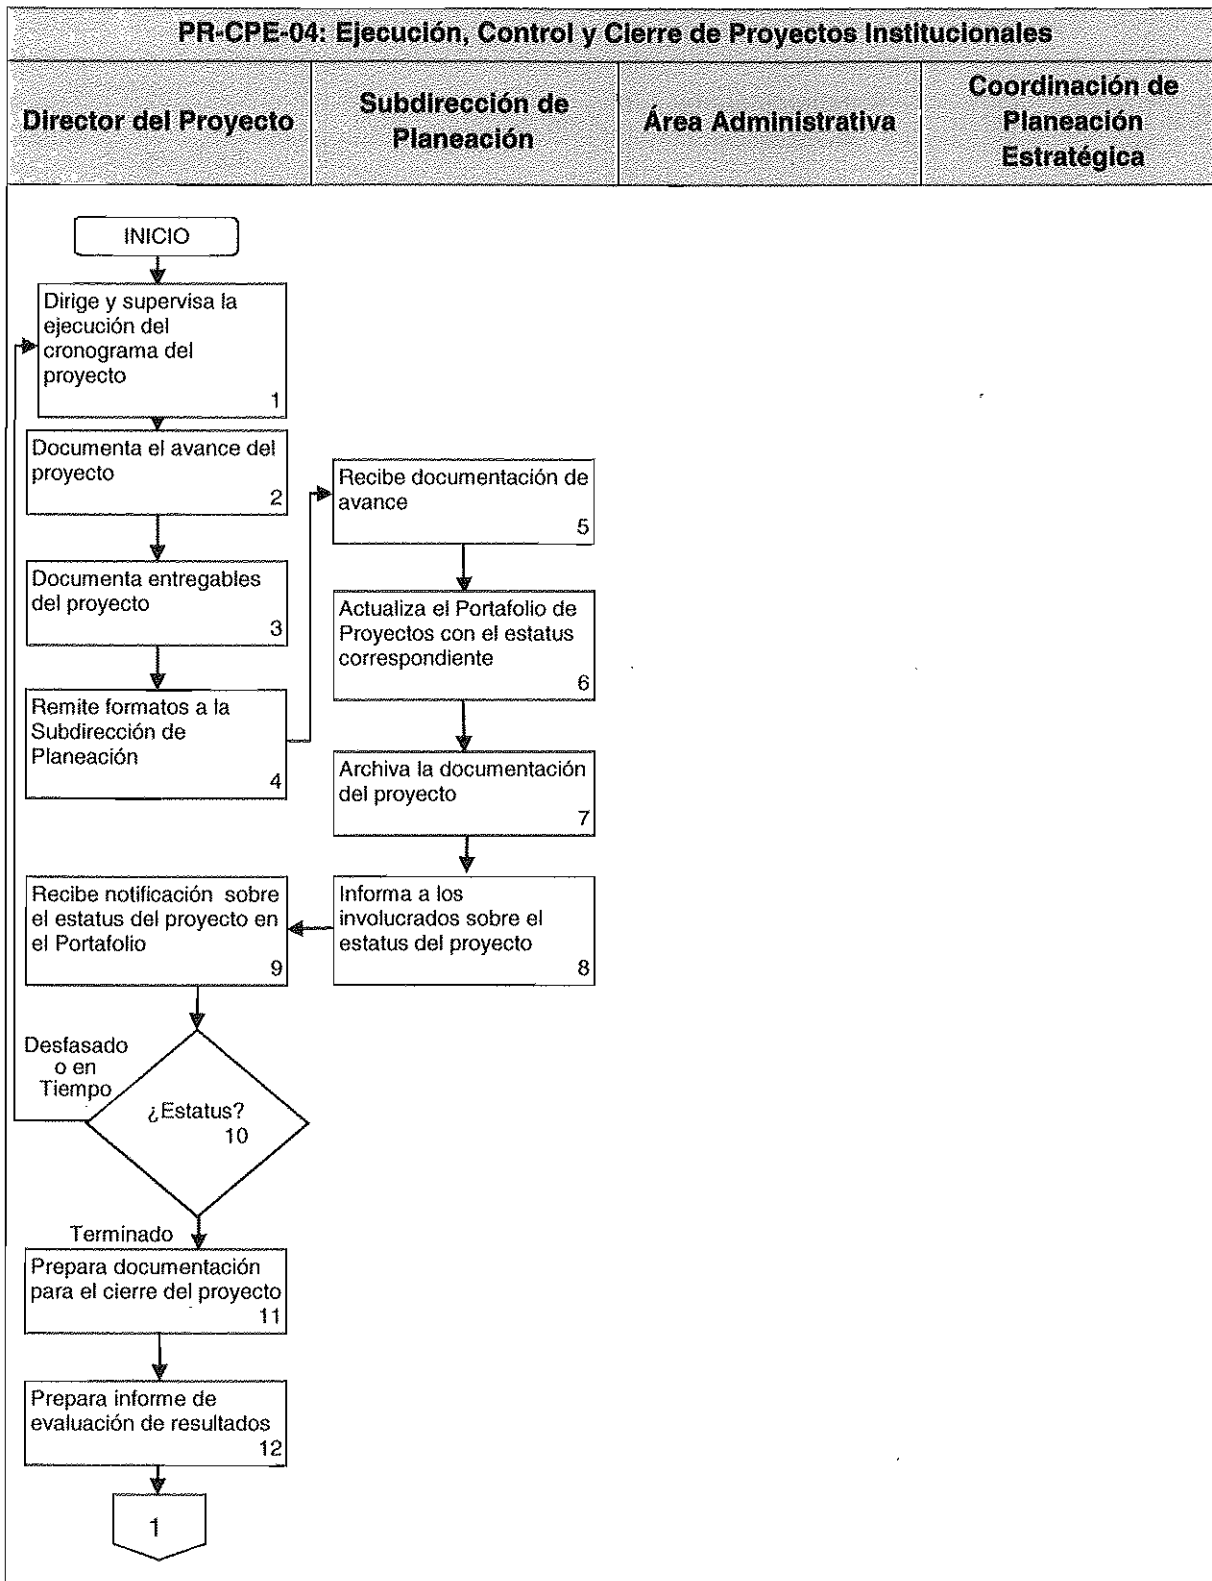 PR-CPE-04: Ejecución, Control y Cierre de Proyectos Institucionales
Director del Proyecto
Subdirección de
Planeación
Área Administrativa
Coordinación de
Planeación
Estratégica
INICIO
Dirige y supervisa la
ejecución del
cronograma del
proyecto
1
Documenta el avance del
proyecto
2
Documenta entregables
del proyecto
3
Remite formatos a la
Subdirección de
Planeación
4
Recibe documentación de
avance
5
Actualiza el Portafolio de
Proyectos con el estatus
correspondiente
6
Archiva la documentación
del proyecto
7
Informa a los
involucrados sobre el
estatus del proyecto
8
Recibe notificación sobre
el estatus del proyecto en
el Portafolio
9
Desfasado
o en
Tiempo
¿Estatus?
10
Terminado
Prepara documentación
para el cierre del proyecto
11
Prepara informe de
evaluación de resultados
12
1